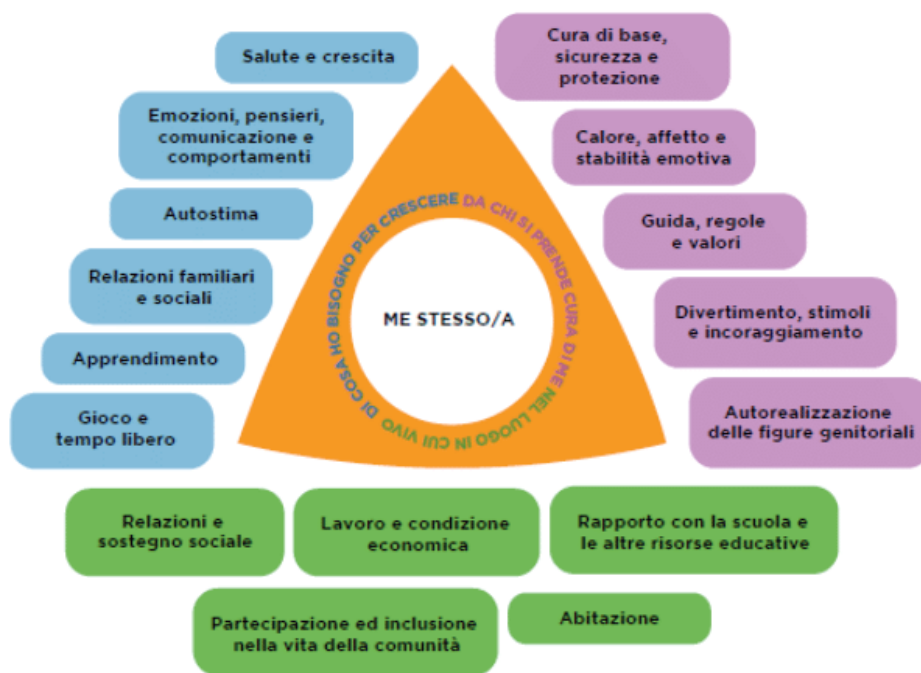 Salute e crescita
Emozioni, pensieri,
comunicazione e
comportamenti
Autostima
Relazioni familiari
e sociali
Apprendimento
Gioco e
tempo libero
Cura di base,
sicurezza e
protezione
Calore, affetto e
stabilità emotiva
Guida, regole
e valori
Divertimento, stimoli
e incoraggiamento
Autorealizzazione
delle figure genitoriali
DI COSA HO BISOGNO PER CRESCERE
DA CHI SI PRENDE CURA DI ME
NEL LUOGO IN CUI VIVO
ME STESSO/A
Relazioni e
sostegno sociale
Lavoro e condizione
economica
Rapporto con la scuola e
le altre risorse educative
Partecipazione ed inclusione
nella vita della comunità
Abitazione